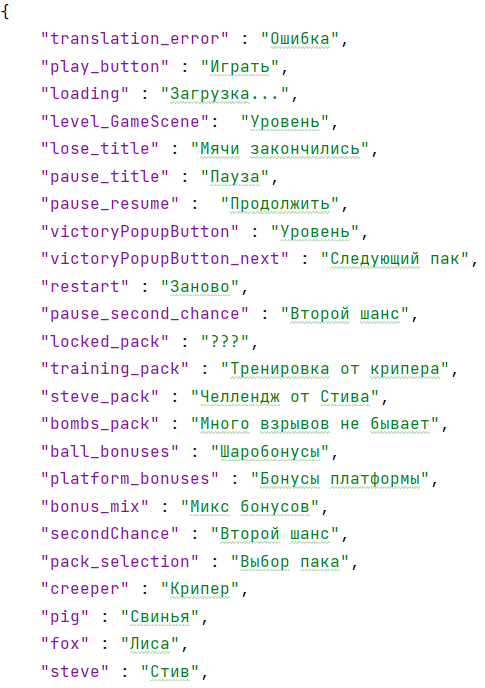 {
"translation_error" : "Ошибка",
"play_button" : "Играть",
"loading" : "Загрузка...",
"level_GameScene":  "Уровень",
"lose_title" : "Мячи закончились",
"pause_title" : "Пауза",
"pause_resume" :  "Продолжить",
"victoryPopupButton" : "Уровень",
"victoryPopupButton_next" : "Следующий пак",
"restart" : "Заново",
"pause_second_chance" : "Второй шанс",
"locked_pack" : "???",
"training_pack" : "Тренировка от крипера",
"steve_pack" : "Челлендж от Стива",
"bombs_pack" : "Много взрывов не бывает",
"ball_bonuses" : "Шаробонусы",
"platform_bonuses" : "Бонусы платформы",
"bonus_mix" : "Микс бонусов",
"secondChance" : "Второй шанс",
"pack_selection" : "Выбор пака",
"creeper" : "Крипер",
"pig" : "Свинья",
"fox" : "Лиса",
"steve" : "Стив",